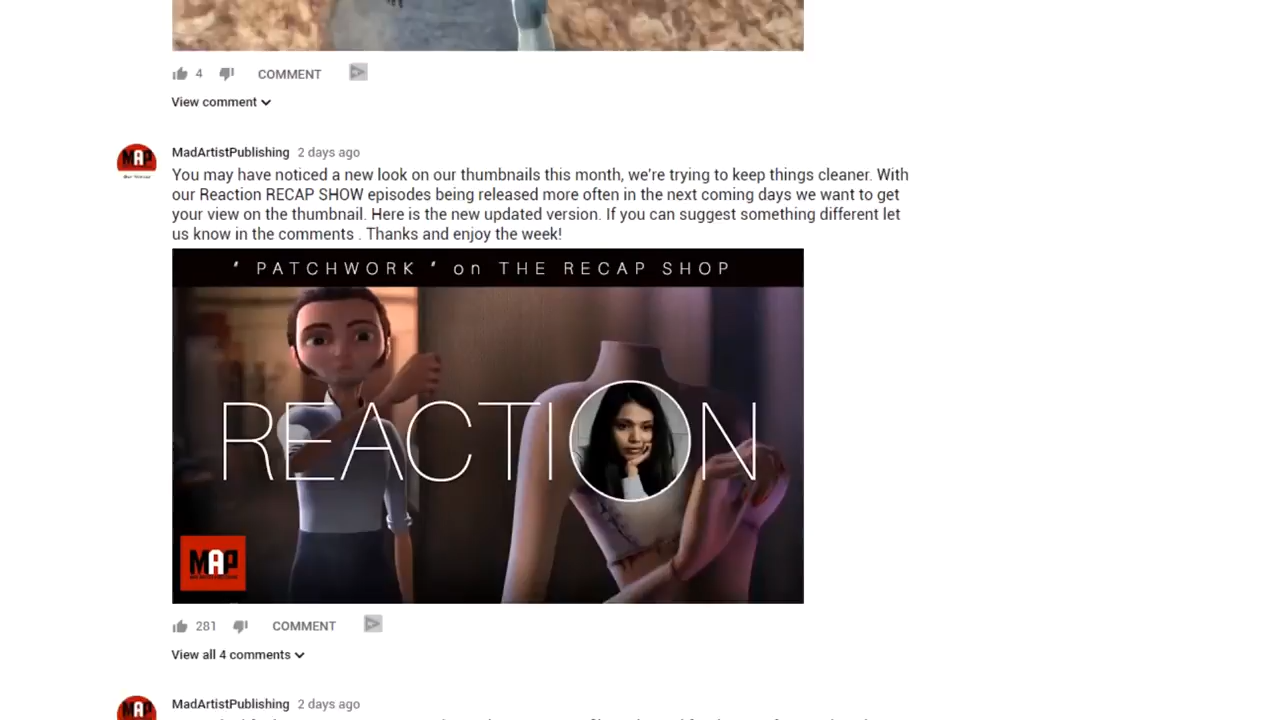 4 COMMENT
View comment
MAP
MadArtistPublishing 2 days ago
You may have noticed a new look on our thumbnails this month, we're trying to keep things cleaner. With
our Reaction RECAP SHOW episodes being released more often in the next coming days we want to get
your view on the thumbnail. Here is the new updated version. If you can suggest something different let
us know in the comments . Thanks and enjoy the week!
' PATCHWORK ' on THE RECAP SHOP
REACTION
MAP
281 COMMENT
View all 4 comments
MAP
MadArtistPublishing 2 days ago